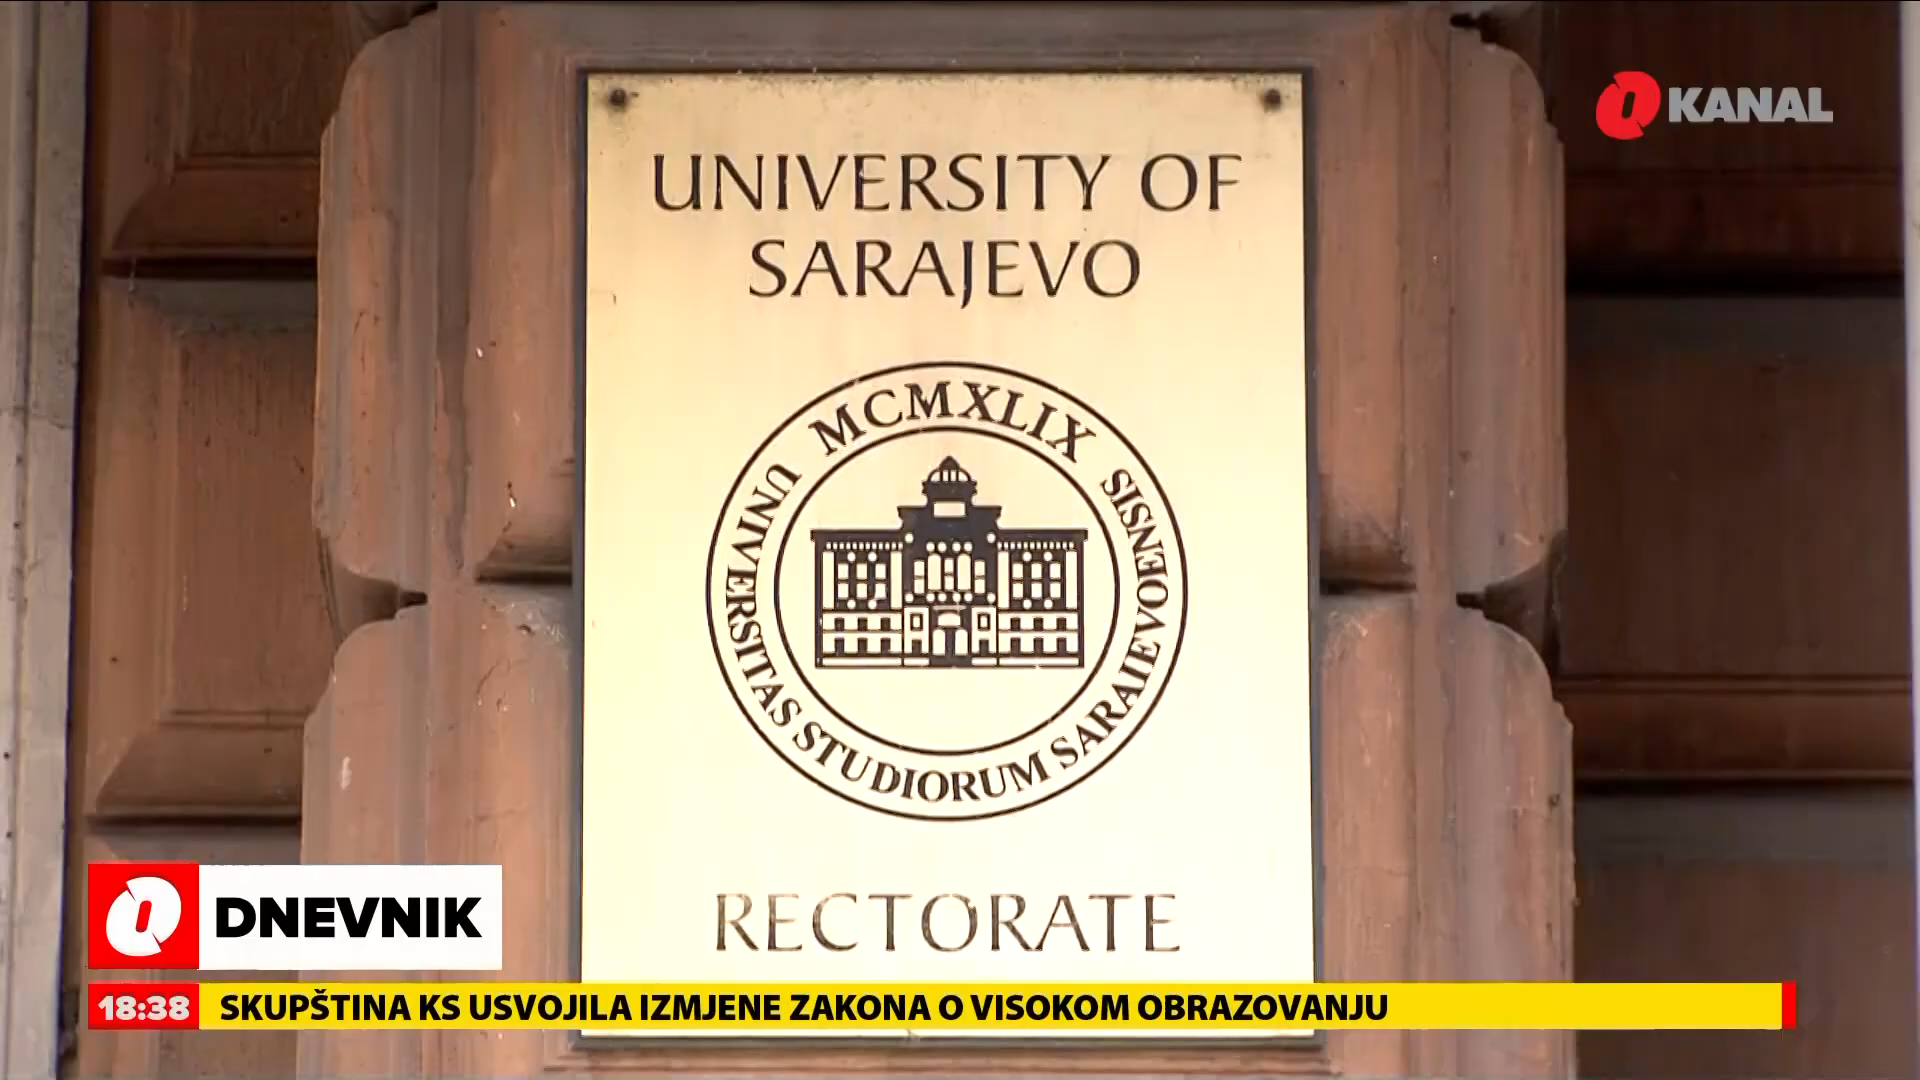 KANAL
UNIVERSITY OF
SARAJEVO
MCMXLIX
UNIVERSITAS STUDIORUM SARAIEVOENSIS
RECTORATE
DNEVNIK
18:38 SKUPŠTINA KS USVOJILA IZMJENE ZAKONA O VISOKOM OBRAZOVANJU